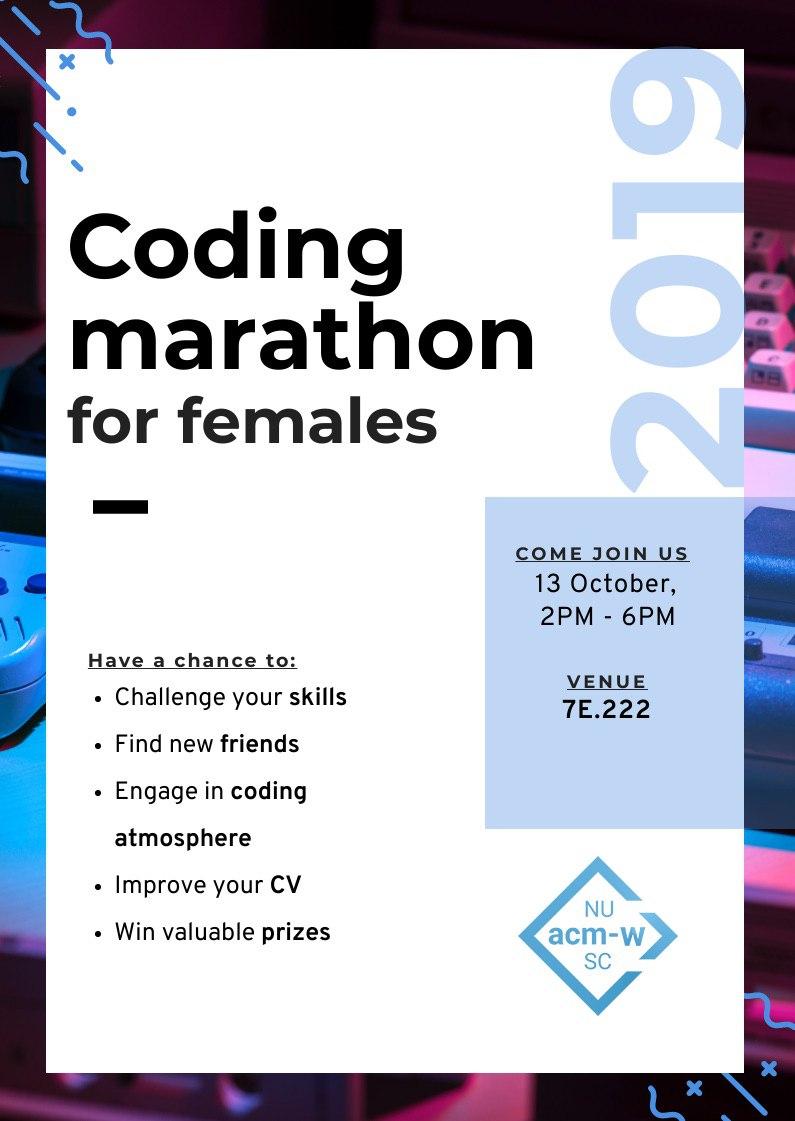 2019
Coding
marathon
for females
COME JOIN US
13 October,
2PM - 6PM
VENUE
7E.222
Have a chance to:
• Challenge your skills
• Find new friends
• Engage in coding
atmosphere
• Improve your CV
• Win valuable prizes
NU
acm-w
SC